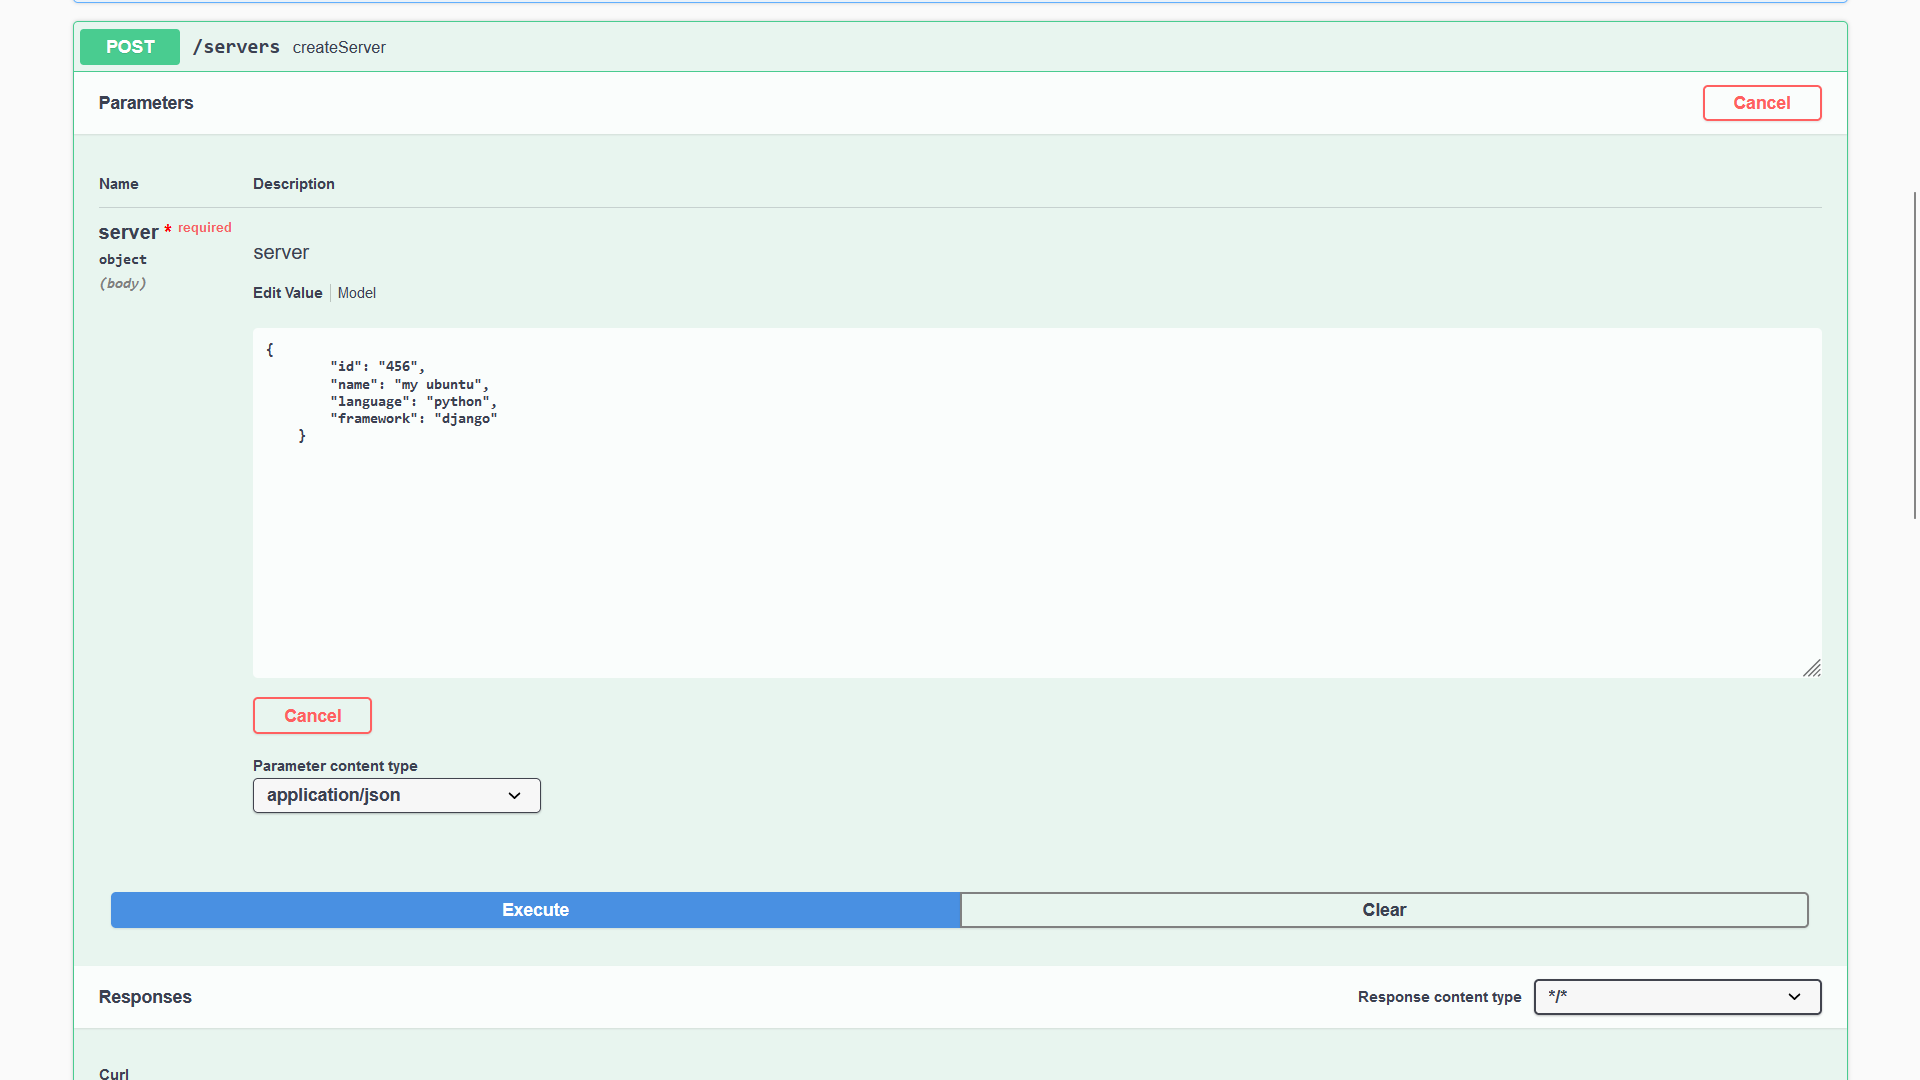 POST /servers createServer
Parameters Cancel
Name Description
server * required
object
(body)
server
Edit Value Model
{
"id": "456",
"name": "my ubuntu",
"language": "python",
"framework": "django"
}
Cancel
Parameter content type
application/json
Execute Clear
Responses Response content type */*
Curl